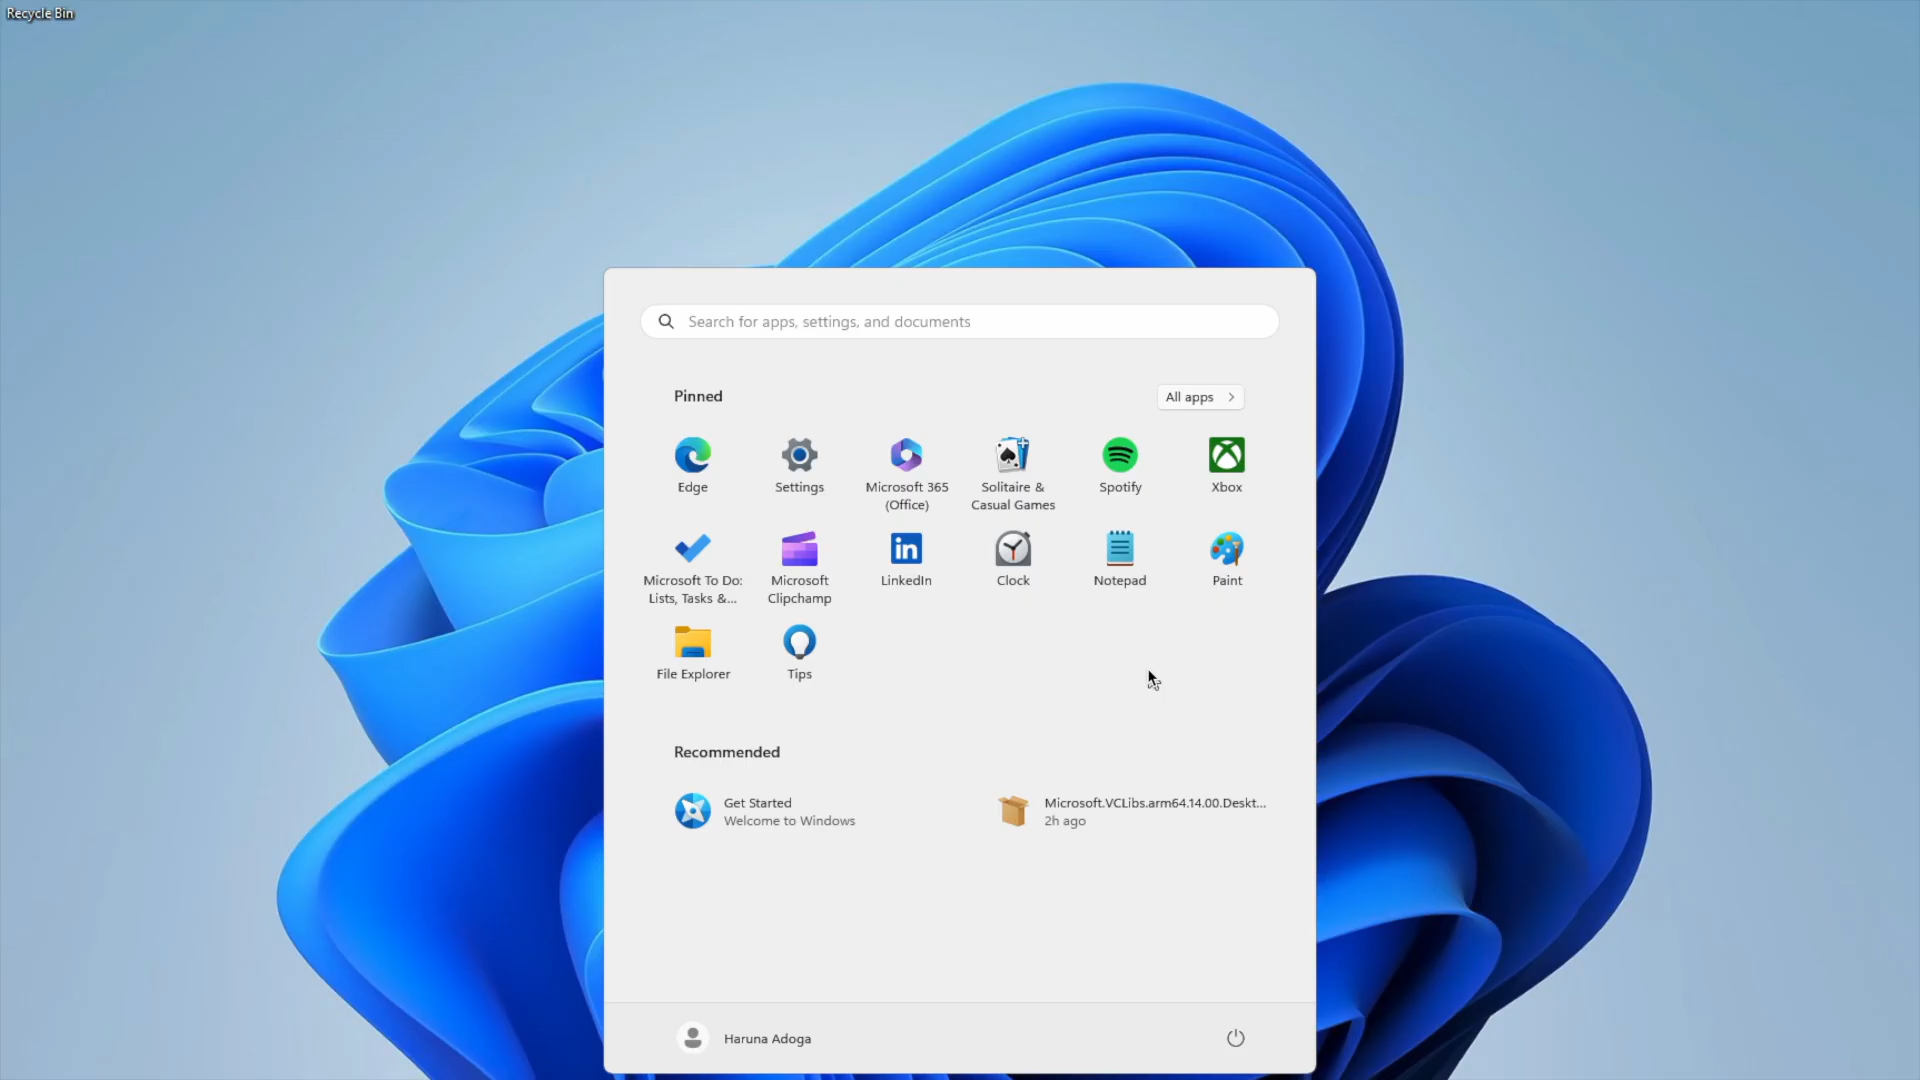 Recycle Bin
Search for apps, settings, and documents
Pinned
All apps
Edge
Settings
Microsoft 365
(Office)
Solitaire &
Casual Games
Spotify
Xbox
Microsoft To Do:
Lists, Tasks &...
Microsoft
Clipchamp
LinkedIn
Clock
Notepad
Paint
File Explorer
Tips
Recommended
Get Started
Welcome to Windows
Microsoft.VCLibs.arm64.14.00.Deskt...
2h ago
Haruna Adoga